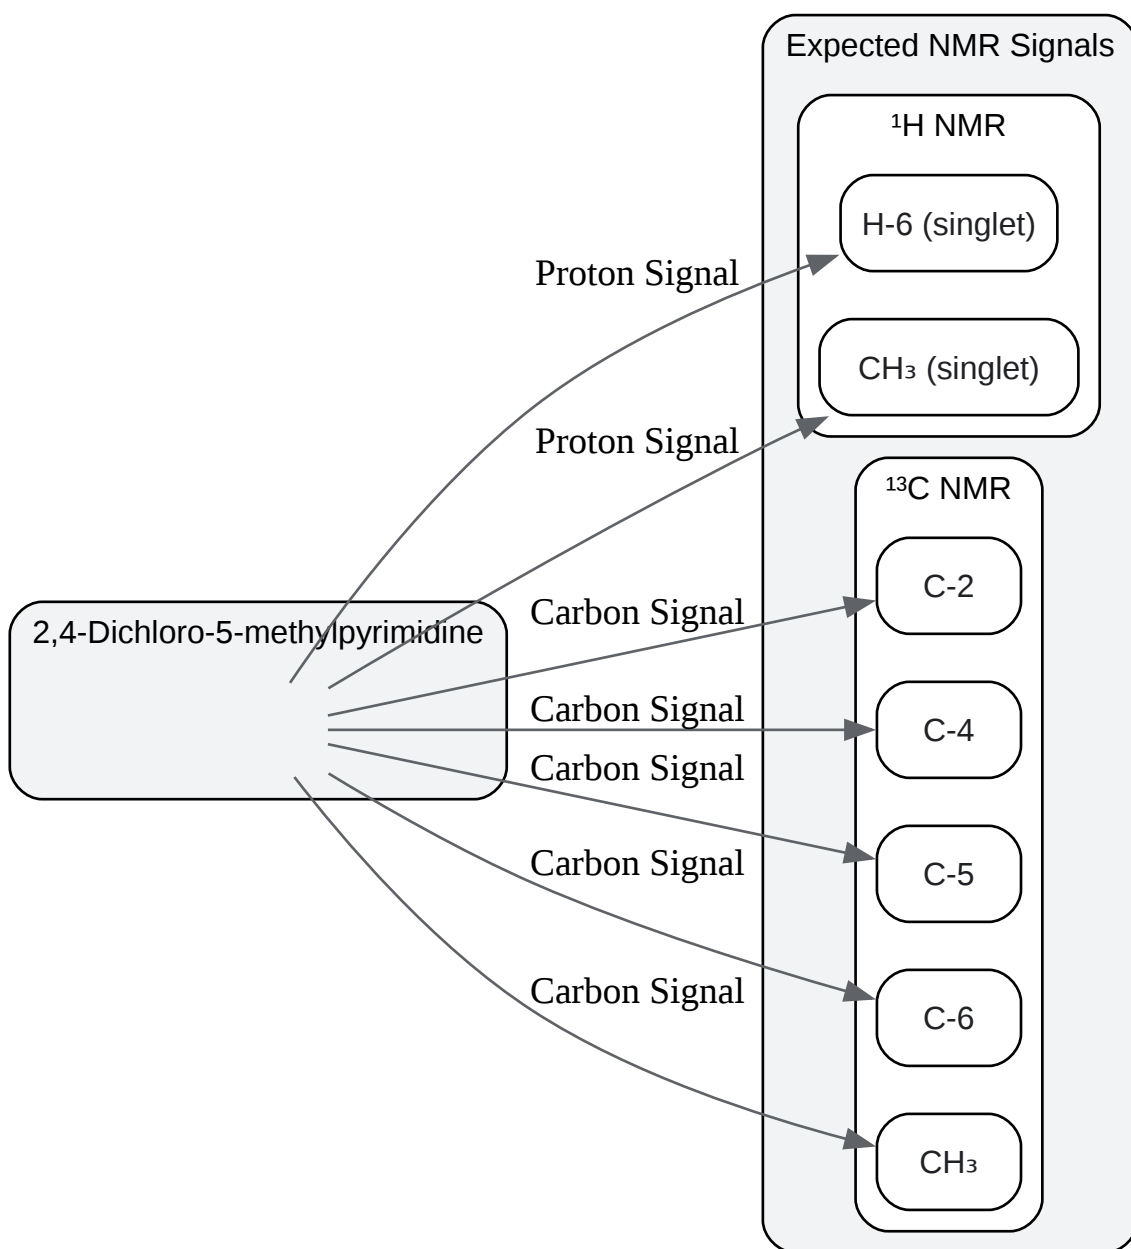 Expected NMR Signals
¹H NMR
H-6 (singlet)
Proton Signal
CH₃ (singlet)
Proton Signal
¹³C NMR
C-2
Carbon Signal
2,4-Dichloro-5-methylpyrimidine
Carbon Signal
C-4
Carbon Signal
C-5
Carbon Signal
C-6
Carbon Signal
CH₃